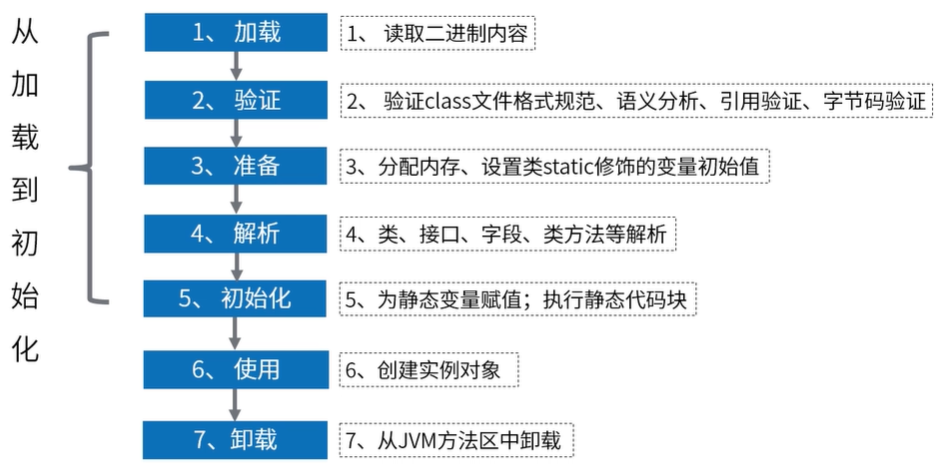 从加载到初始化
1、 加载
1、 读取二进制内容
2、 验证
2、 验证class文件格式规范、语义分析、引用验证、字节码验证
3、 准备
3、分配内存、设置类static修饰的变量初始值
4、 解析
4、类、接口、字段、类方法等解析
5、 初始化
5、为静态变量赋值；执行静态代码块
6、 使用
6、创建实例对象
7、卸载
7、从JVM方法区中卸载